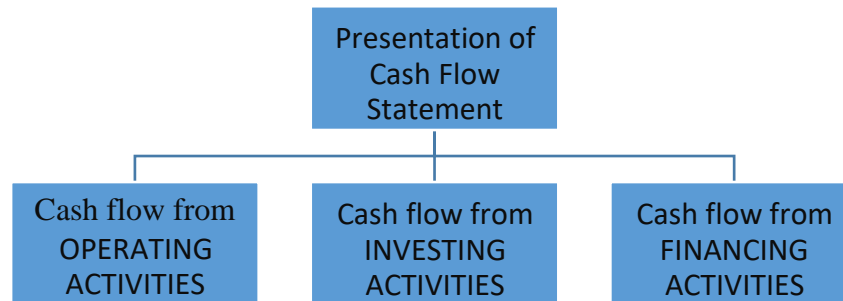 Presentation of
Cash Flow
Statement
Cash flow from
OPERATING
ACTIVITIES
Cash flow from
INVESTING
ACTIVITIES
Cash flow from
FINANCING
ACTIVITIES